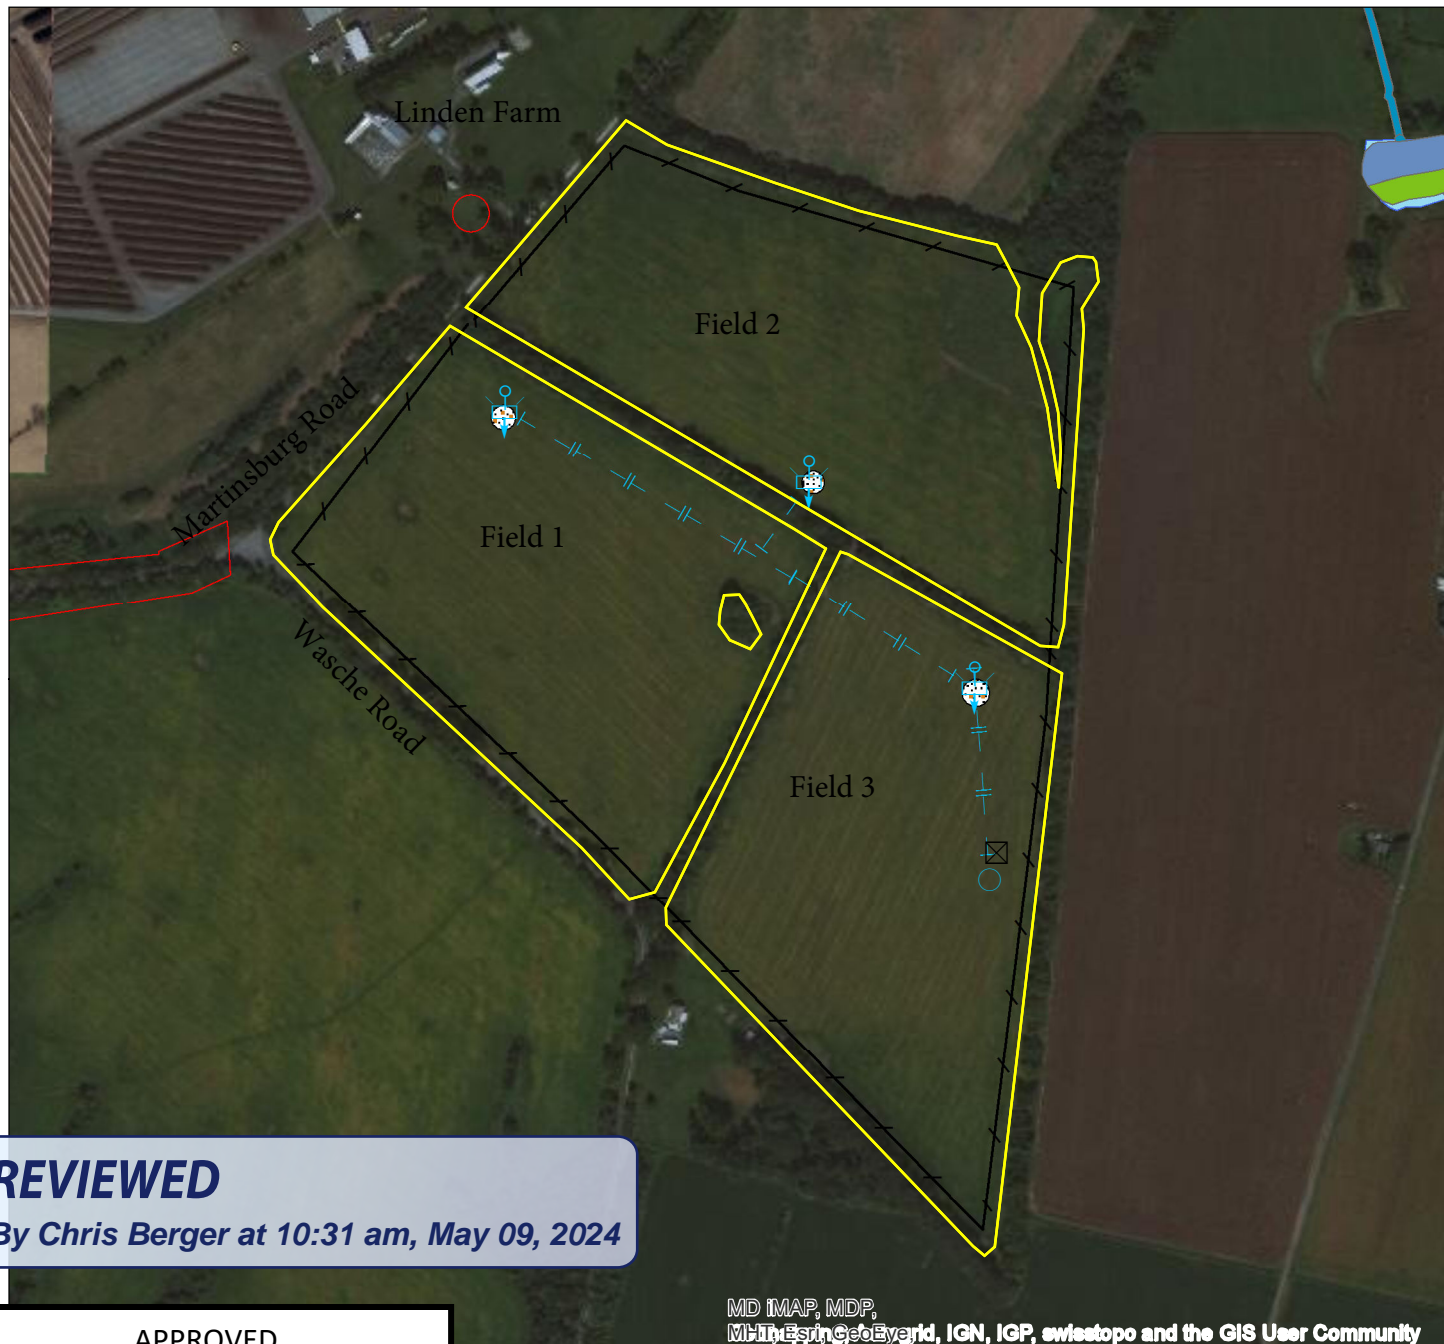 Linden Farm
Field 2
Martinsburg Road
Field 1
Wasche Road
Field 3
REVIEWED
By Chris Berger at 10:31 am, May 09, 2024
APPROVED
MD iMAP, MDP,
IGN, IGP, swisstopo and the GIS User Community